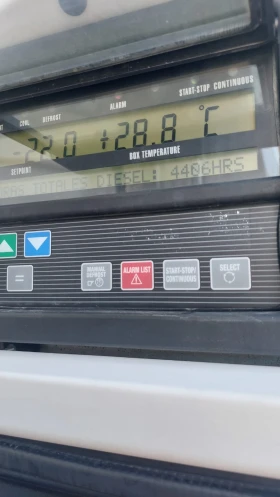 COOL DEFROST ALARM START-STOP CONTINUOUS
-22.0 +28.8 °C
SETPOINT BOX TEMPERATURE
TOTALES DIESEL: 4406HRS
MANUAL DEFROST
ALARM LIST
START-STOP/ CONTINUOUS
SELECT
=